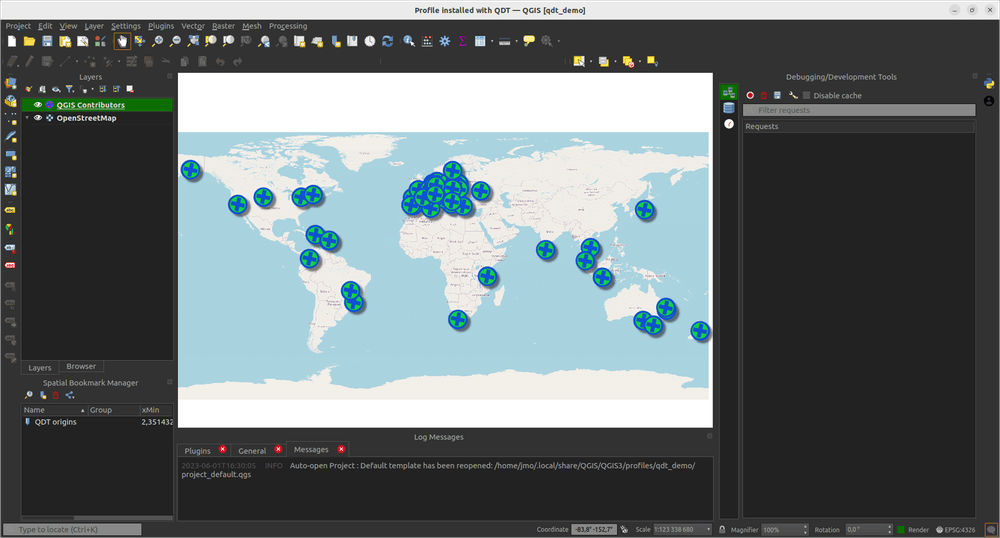 Profile installed with QDT — QGIS [qdt_demo]
Project Edit View Layer Settings Plugins Vector Raster Mesh Processing
Layers
QGIS Contributors
OpenStreetMap
Layers Browser
Spatial Bookmark Manager
Name Group xMin
QDT origins 2,351432
Debugging/Development Tools
Disable cache
Filter requests
Requests
Log Messages
Plugins General Messages
2023-06-01T16:30:05 INFO Auto-open Project : Default template has been reopened: /home/jmo/.local/share/QGIS/QGIS3/profiles/qdt_demo/
project_default.qgs
Type to locate (Ctrl+K) Coordinate -83,8° -152,7° Scale 1:123 338 680 Magnifier 100% Rotation 0,0 ° Render EPSG:4326